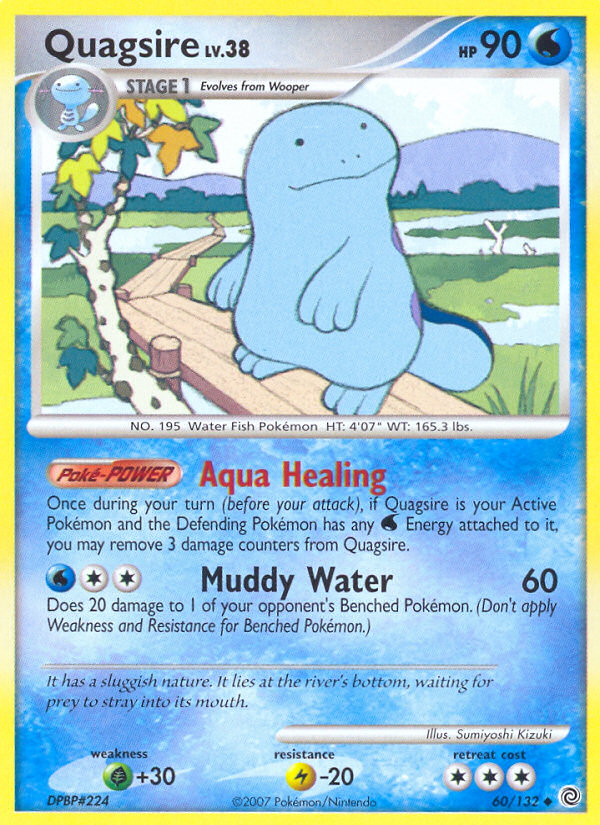 Quagsire LV.38 HP 90
STAGE 1 Evolves from Wooper
NO. 195 Water Fish Pokémon HT: 4'07" WT: 165.3 lbs.
Poké-POWER Aqua Healing
Once during your turn (before your attack), if Quagsire is your Active
Pokémon and the Defending Pokémon has any Energy attached to it,
you may remove 3 damage counters from Quagsire.
Muddy Water 60
Does 20 damage to 1 of your opponent's Benched Pokémon. (Don't apply
Weakness and Resistance for Benched Pokémon.)
It has a sluggish nature. It lies at the river's bottom, waiting for
prey to stray into its mouth.
Illus. Sumiyoshi Kizuki
weakness resistance retreat cost
+30 -20
DPBP#224 ©2007 Pokémon/Nintendo 60/132